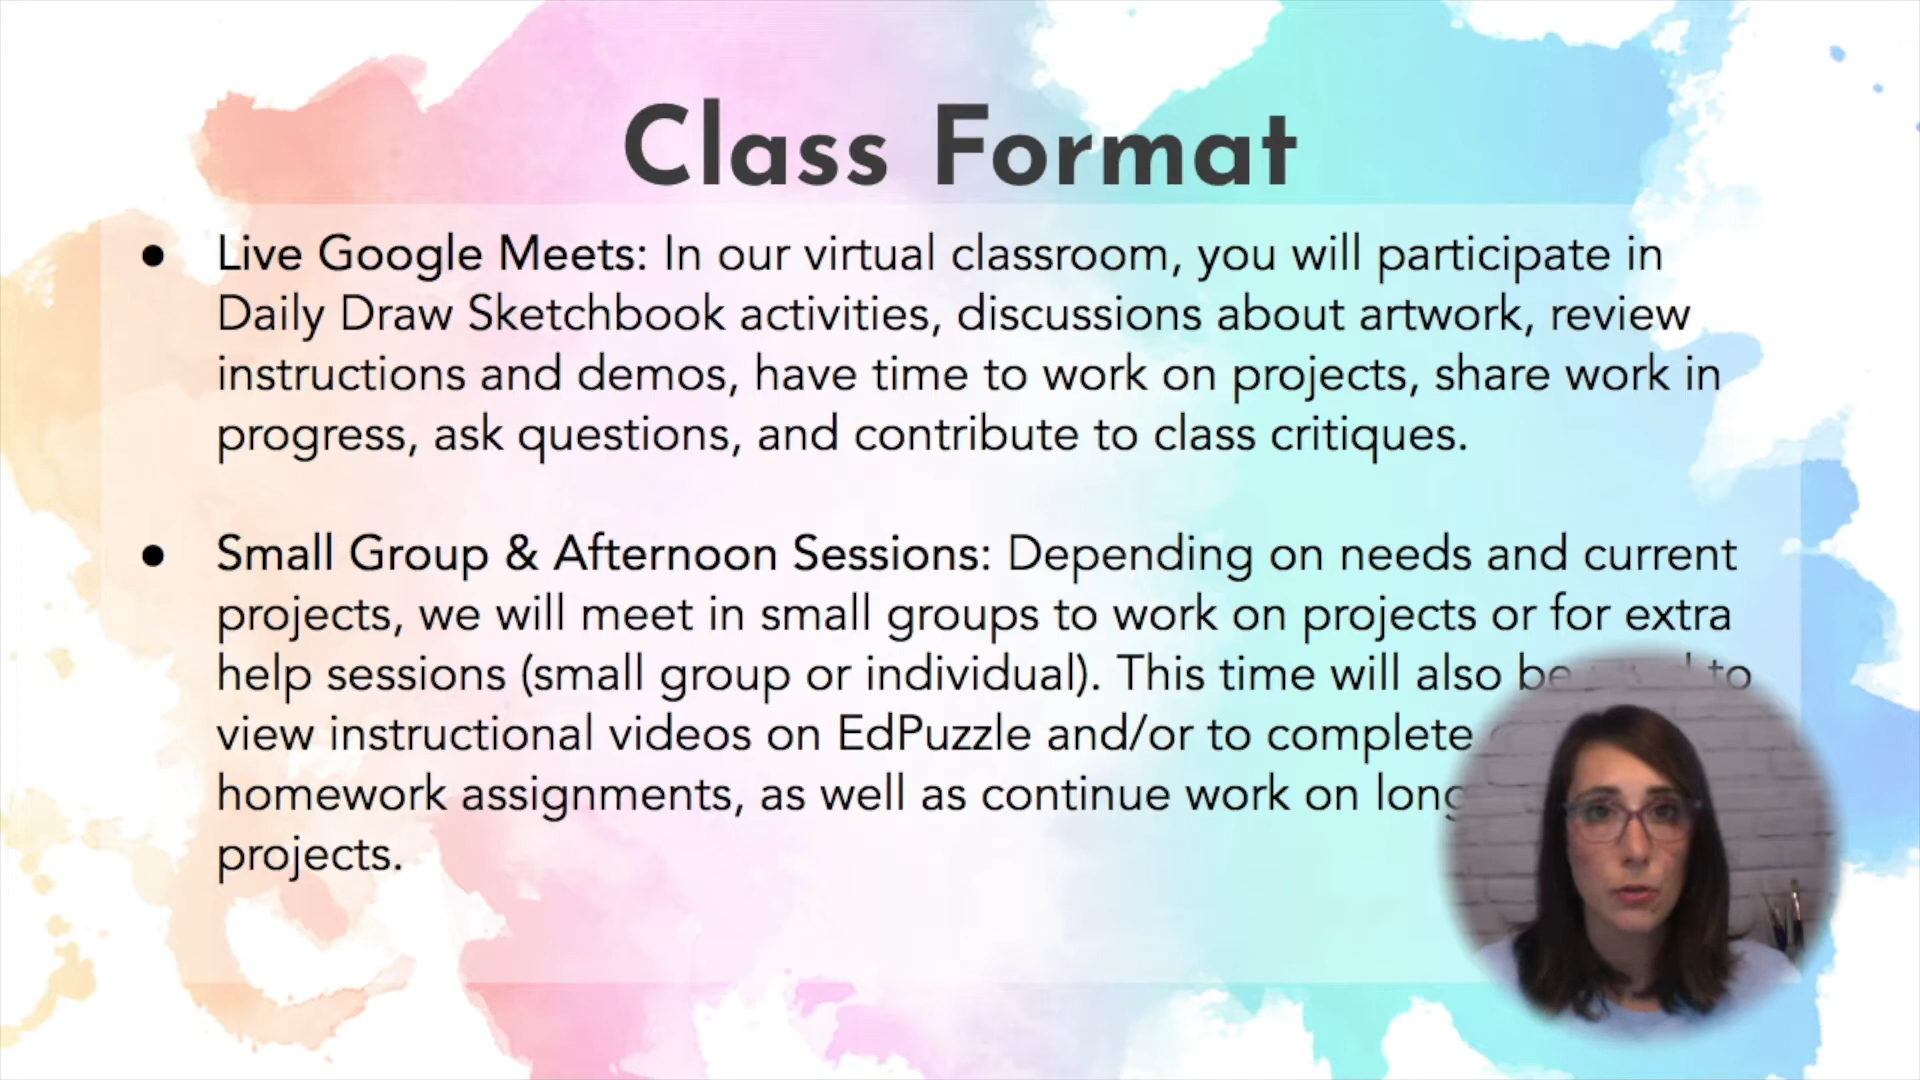 Class Format
● Live Google Meets: In our virtual classroom, you will participate in
Daily Draw Sketchbook activities, discussions about artwork, review
instructions and demos, have time to work on projects, share work in
progress, ask questions, and contribute to class critiques.
● Small Group & Afternoon Sessions: Depending on needs and current
projects, we will meet in small groups to work on projects or for extra
help sessions (small group or individual). This time will also be to
view instructional videos on EdPuzzle and/or to complete
homework assignments, as well as continue work on
projects.